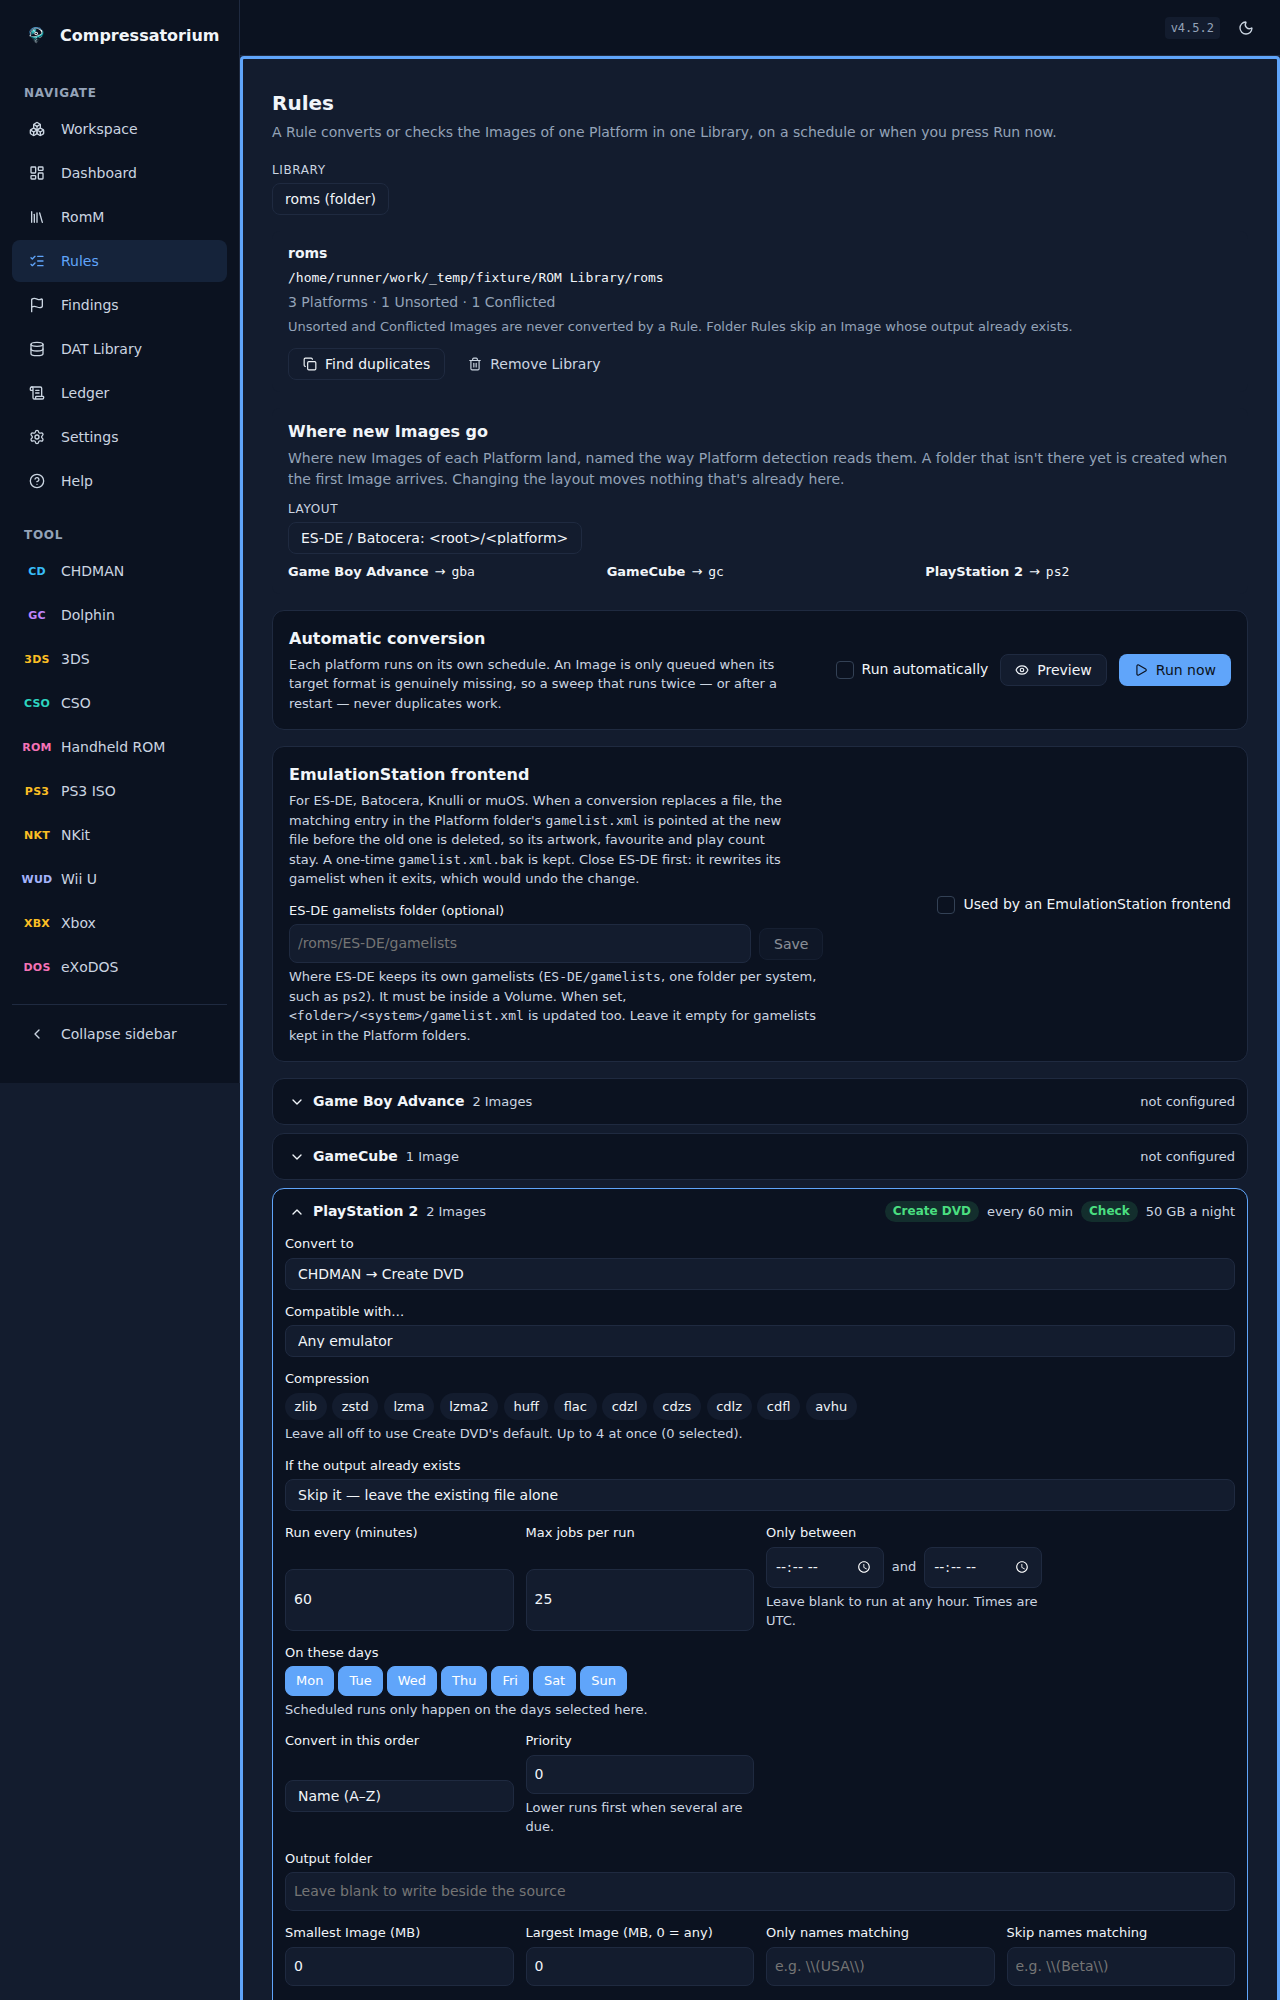 Compressatorium
v4.5.2
NAVIGATE
Workspace
Dashboard
RomM
Rules
Findings
DAT Library
Ledger
Settings
Help
TOOL
CD CHDMAN
GC Dolphin
3DS 3DS
CSO CSO
ROM Handheld ROM
PS3 PS3 ISO
NKT NKit
WUD Wii U
XBX Xbox
DOS eXoDOS
Collapse sidebar
Rules
A Rule converts or checks the Images of one Platform in one Library, on a schedule or when you press Run now.
LIBRARY
roms (folder)
roms
/home/runner/work/_temp/fixture/ROM Library/roms
3 Platforms · 1 Unsorted · 1 Conflicted
Unsorted and Conflicted Images are never converted by a Rule. Folder Rules skip an Image whose output already exists.
Find duplicates Remove Library
Where new Images go
Where new Images of each Platform land, named the way Platform detection reads them. A folder that isn't there yet is created when
the first Image arrives. Changing the layout moves nothing that's already here.
LAYOUT
ES-DE / Batocera: <root>/<platform>
Game Boy Advance → gba GameCube → gc PlayStation 2 → ps2
Automatic conversion
Each platform runs on its own schedule. An Image is only queued when its
target format is genuinely missing, so a sweep that runs twice — or after a
restart — never duplicates work.
Run automatically Preview Run now
EmulationStation frontend
For ES-DE, Batocera, Knulli or muOS. When a conversion replaces a file, the
matching entry in the Platform folder's gamelist.xml is pointed at the new
file before the old one is deleted, so its artwork, favourite and play count
stay. A one-time gamelist.xml.bak is kept. Close ES-DE first: it rewrites its
gamelist when it exits, which would undo the change.
ES-DE gamelists folder (optional)
/roms/ES-DE/gamelists Save
Where ES-DE keeps its own gamelists (ES-DE/gamelists, one folder per system,
such as ps2). It must be inside a Volume. When set,
<folder>/<system>/gamelist.xml is updated too. Leave it empty for gamelists
kept in the Platform folders.
Used by an EmulationStation frontend
Game Boy Advance 2 Images not configured
GameCube 1 Image not configured
PlayStation 2 2 Images Create DVD every 60 min Check 50 GB a night
Convert to
CHDMAN → Create DVD
Compatible with…
Any emulator
Compression
zlib zstd lzma lzma2 huff flac cdzl cdzs cdlz cdfl avhu
Leave all off to use Create DVD's default. Up to 4 at once (0 selected).
If the output already exists
Skip it — leave the existing file alone
Run every (minutes) Max jobs per run Only between
60 25 --:-- -- and --:-- --
Leave blank to run at any hour. Times are
UTC.
On these days
Mon Tue Wed Thu Fri Sat Sun
Scheduled runs only happen on the days selected here.
Convert in this order Priority
Name (A–Z) 0
Lower runs first when several are
due.
Output folder
Leave blank to write beside the source
Smallest Image (MB) Largest Image (MB, 0 = any) Only names matching Skip names matching
0 0 e.g. \\(USA\\) e.g. \\(Beta\\)